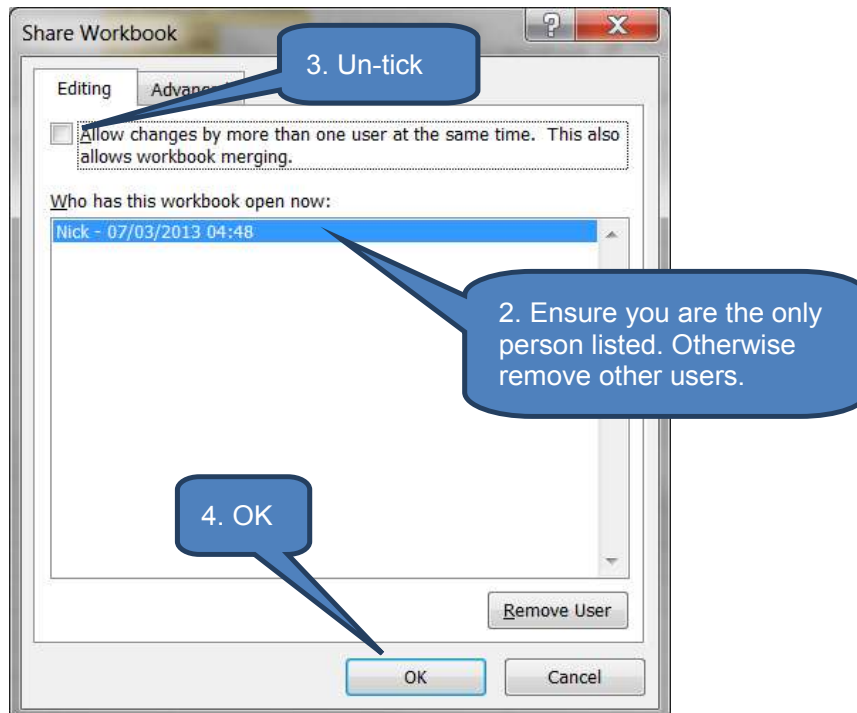 Share Workbook
3. Un-tick
Editing
Allow changes by more than one user at the same time. This also
allows workbook merging.
Who has this workbook open now:
Nick - 07/03/2013 04:48
2. Ensure you are the only
person listed. Otherwise
remove other users.
4. OK
Remove User
OK
Cancel